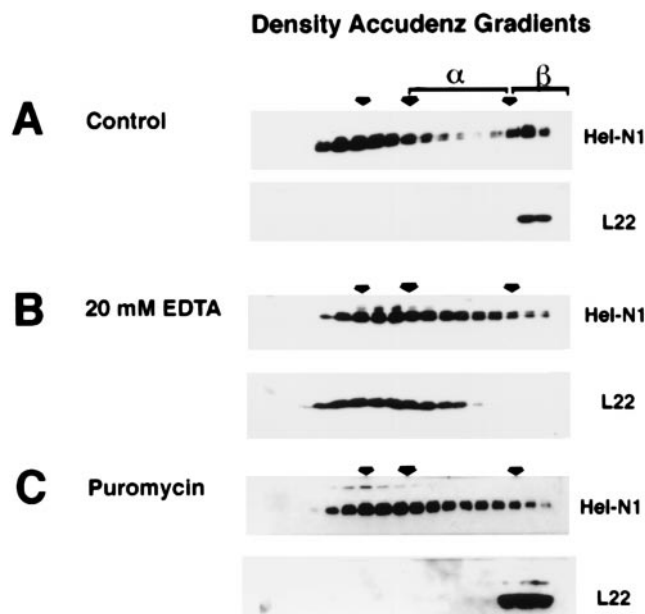 Density Accudenz Gradients
α β
A Control Hel-N1
L22
B 20 mM EDTA Hel-N1
L22
C Puromycin Hel-N1
L22